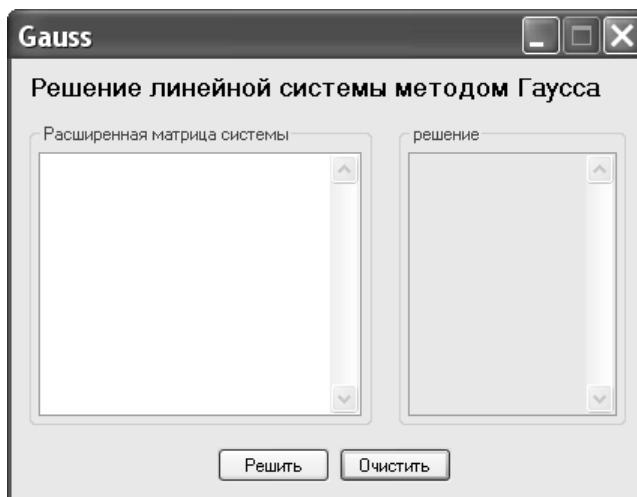 Gauss
Решение линейной системы методом Гаусса
Расширенная матрица системы
решение
Решить
Очистить